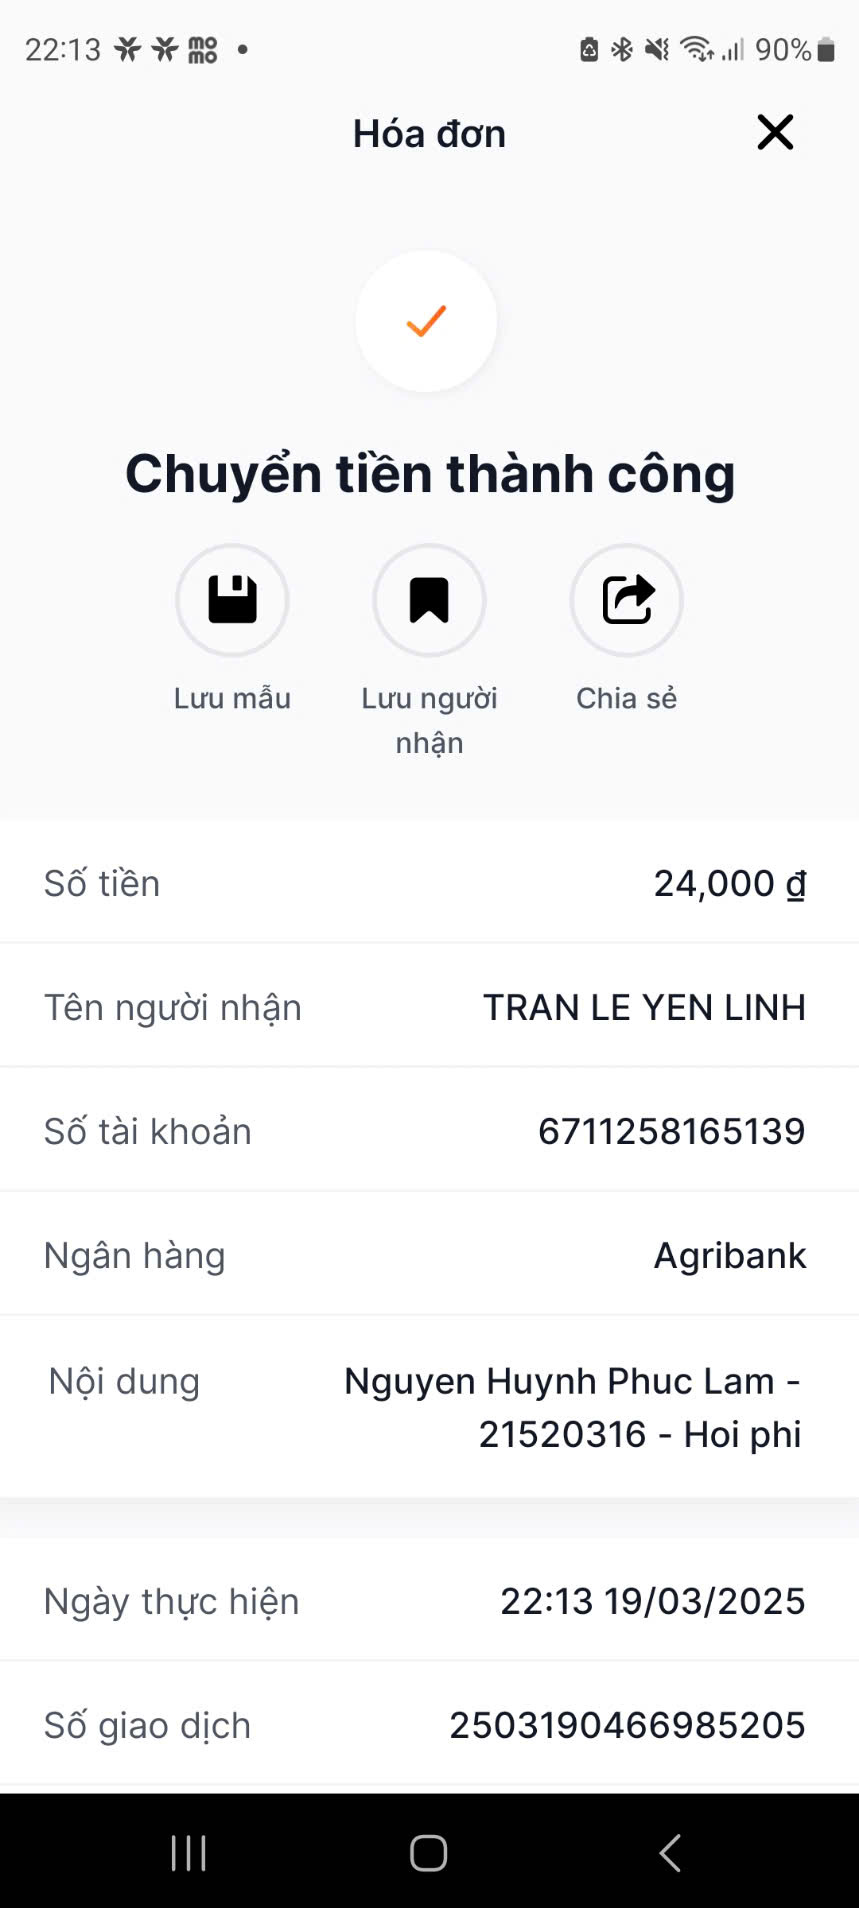 22:13 momo 90%
Hóa đơn
Chuyển tiền thành công
Lưu mẫu
Lưu người nhận
Chia sẻ
Số tiền 24,000 ₫
Tên người nhận TRAN LE YEN LINH
Số tài khoản 6711258165139
Ngân hàng Agribank
Nội dung Nguyen Huynh Phuc Lam -
21520316 - Hoi phi
Ngày thực hiện 22:13 19/03/2025
Số giao dịch 2503190466985205